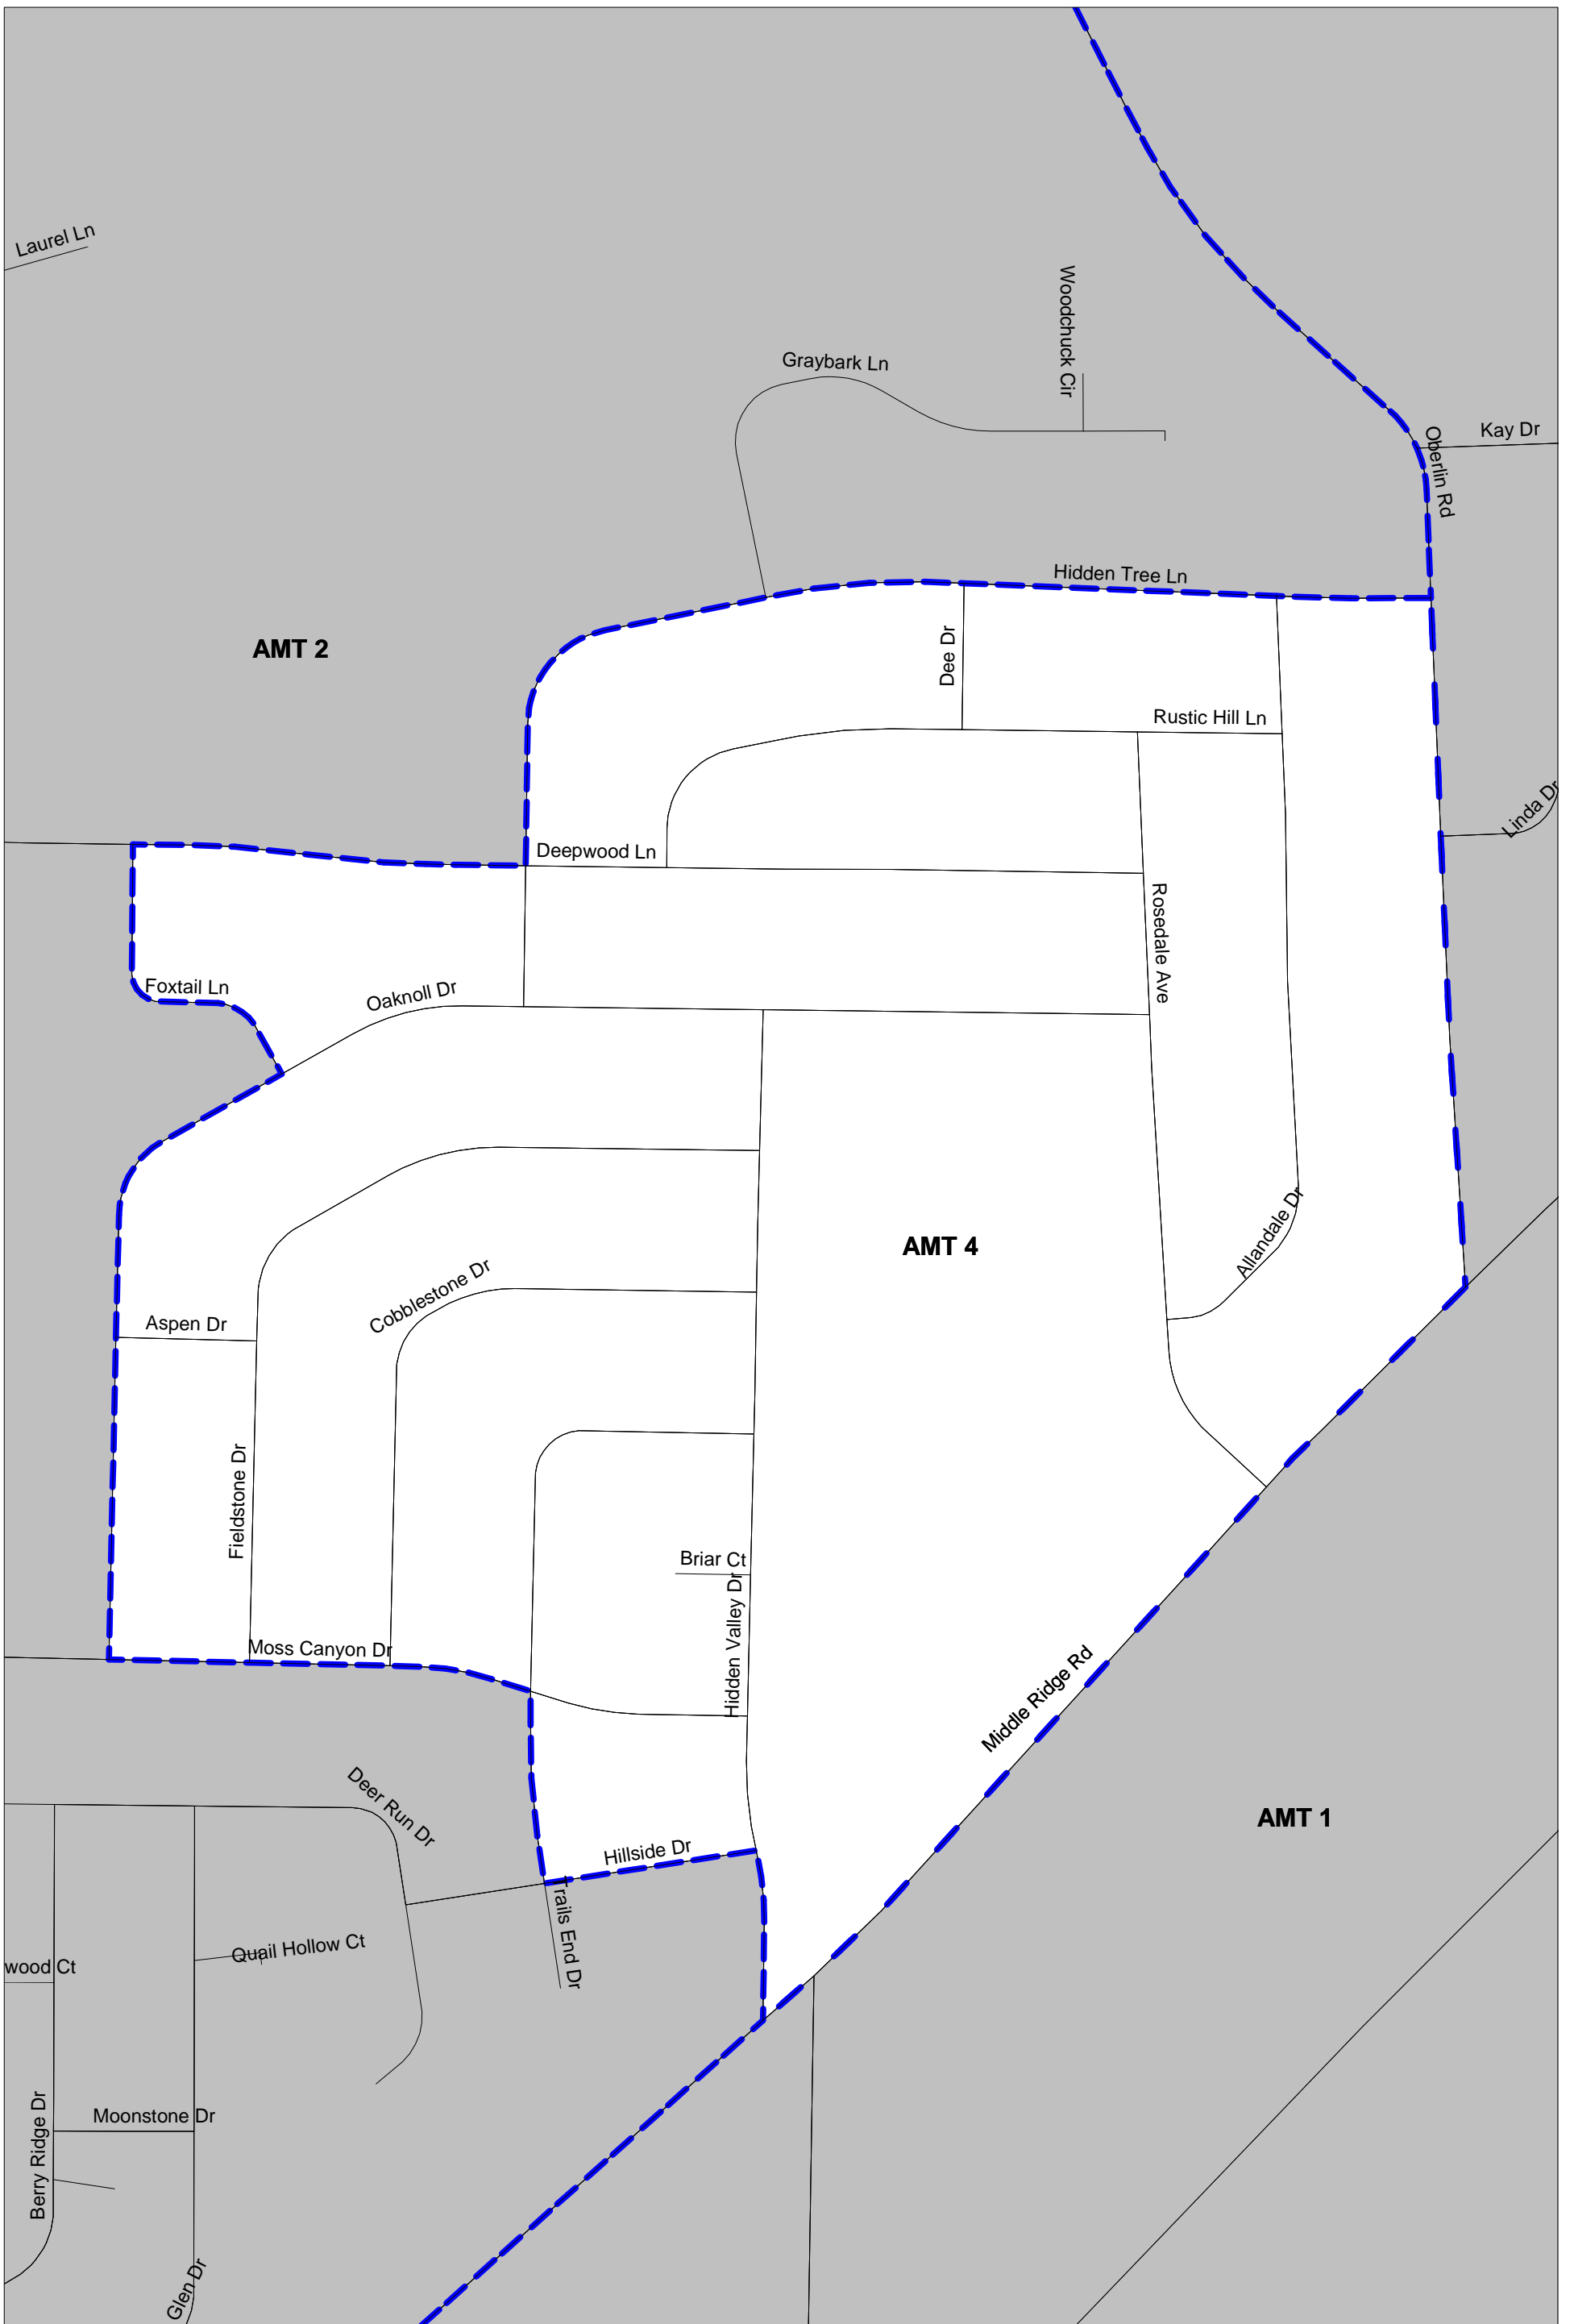 Laurel Ln
Woodchuck Cir
Graybark Ln
Kay Dr
Oberlin Rd
Hidden Tree Ln
AMT 2
Dee Dr
Rustic Hill Ln
Linda Dr
Deepwood Ln
Rosedale Ave
Foxtail Ln
Oaknoll Dr
AMT 4
Allandale Dr
Cobblestone Dr
Aspen Dr
Fieldstone Dr
Briar Ct
Hidden Valley Dr
Moss Canyon Dr
Middle Ridge Rd
Deer Run Dr
AMT 1
Hillside Dr
Trails End Dr
Quail Hollow Ct
wood Ct
Moonstone Dr
Berry Ridge Dr
Glen Dr